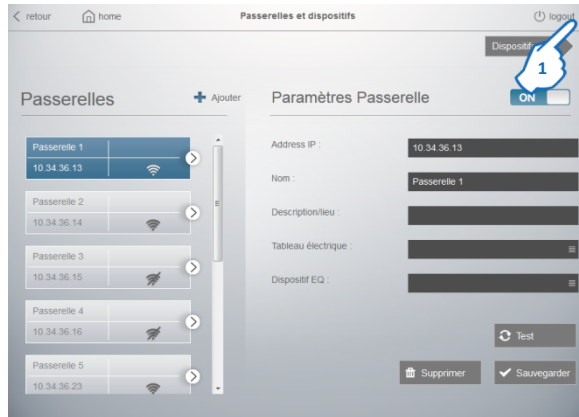 retour
home
Passerelles et dispositifs
logout
Dispositifs
1
Passerelles
Ajouter
Paramètres Passerelle
ON
Passerelle 1
10.34.36.13
Passerelle 2
10.34.36.14
Passerelle 3
10.34.36.15
Passerelle 4
10.34.36.16
Passerelle 5
10.34.36.23
Address IP :
10.34.36.13
Nom :
Passerelle 1
Description/lieu :
Tableau électrique :
Dispositif EQ :
Test
Supprimer
Sauvegarder